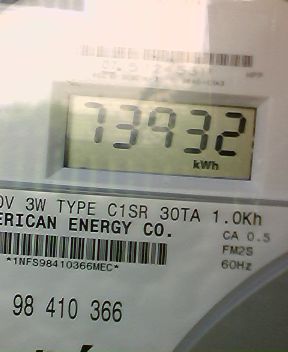 73932
kWh
0V 3W TYPE C1SR 30TA 1.0Kh
ERICAN ENERGY CO.
CA 0.5
FM2S
*1NFS98410366MEC*
60Hz
98 410 366